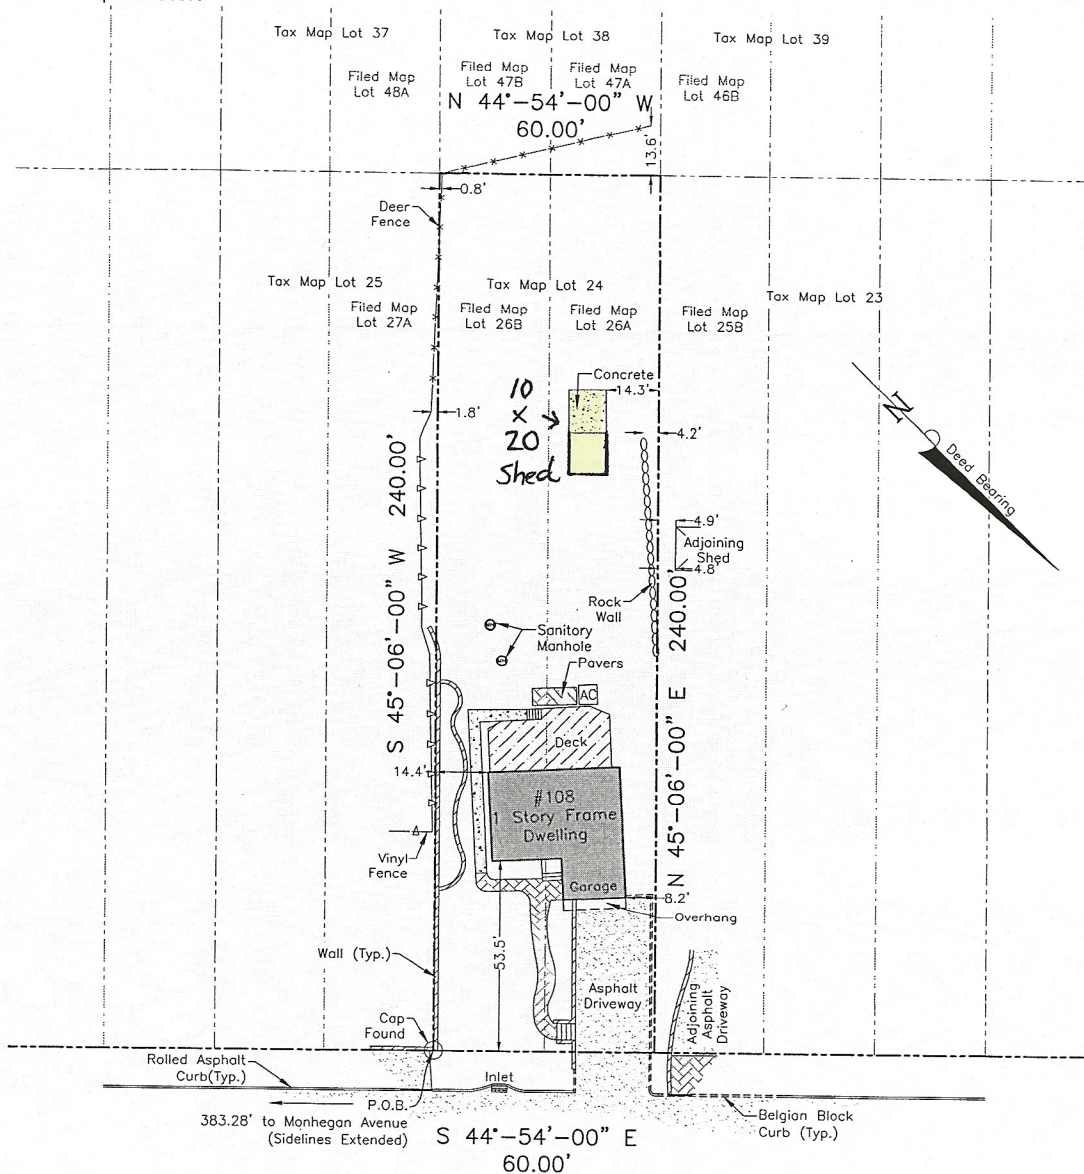 Tax Map Lot 37
Tax Map Lot 38
Tax Map Lot 39
Filed Map
Lot 48A
Filed Map
Lot 47B
Filed Map
Lot 47A
Filed Map
Lot 46B
N 44°-54'-00" W
60.00'
13.6'
0.8'
Deer
Fence
Tax Map Lot 25
Tax Map Lot 24
Tax Map Lot 23
Filed Map
Lot 27A
Filed Map
Lot 26B
Filed Map
Lot 26A
Filed Map
Lot 25B
Concrete
14.3'
10
x
20
Shed
1.8'
4.2'
N
Deed Bearing
S 45°-06'-00" W 240.00'
4.9'
Adjoining
Shed
4.8'
Rock
Wall
N 45°-06'-00" E 240.00'
Sanitory
Manhole
S
S
Pavers
AC
Deck
14.4'
#108
1 Story Frame
Dwelling
Vinyl
Fence
Garage
8.2'
Overhang
53.5'
Wall (Typ.)
Asphalt
Driveway
Adjoining
Asphalt
Driveway
Cap
Found
Rolled Asphalt
Curb(Typ.)
Inlet
P.O.B.
383.28' to Monhegan Avenue
(Sidelines Extended)
Belgian Block
Curb (Typ.)
S 44°-54'-00" E
60.00'